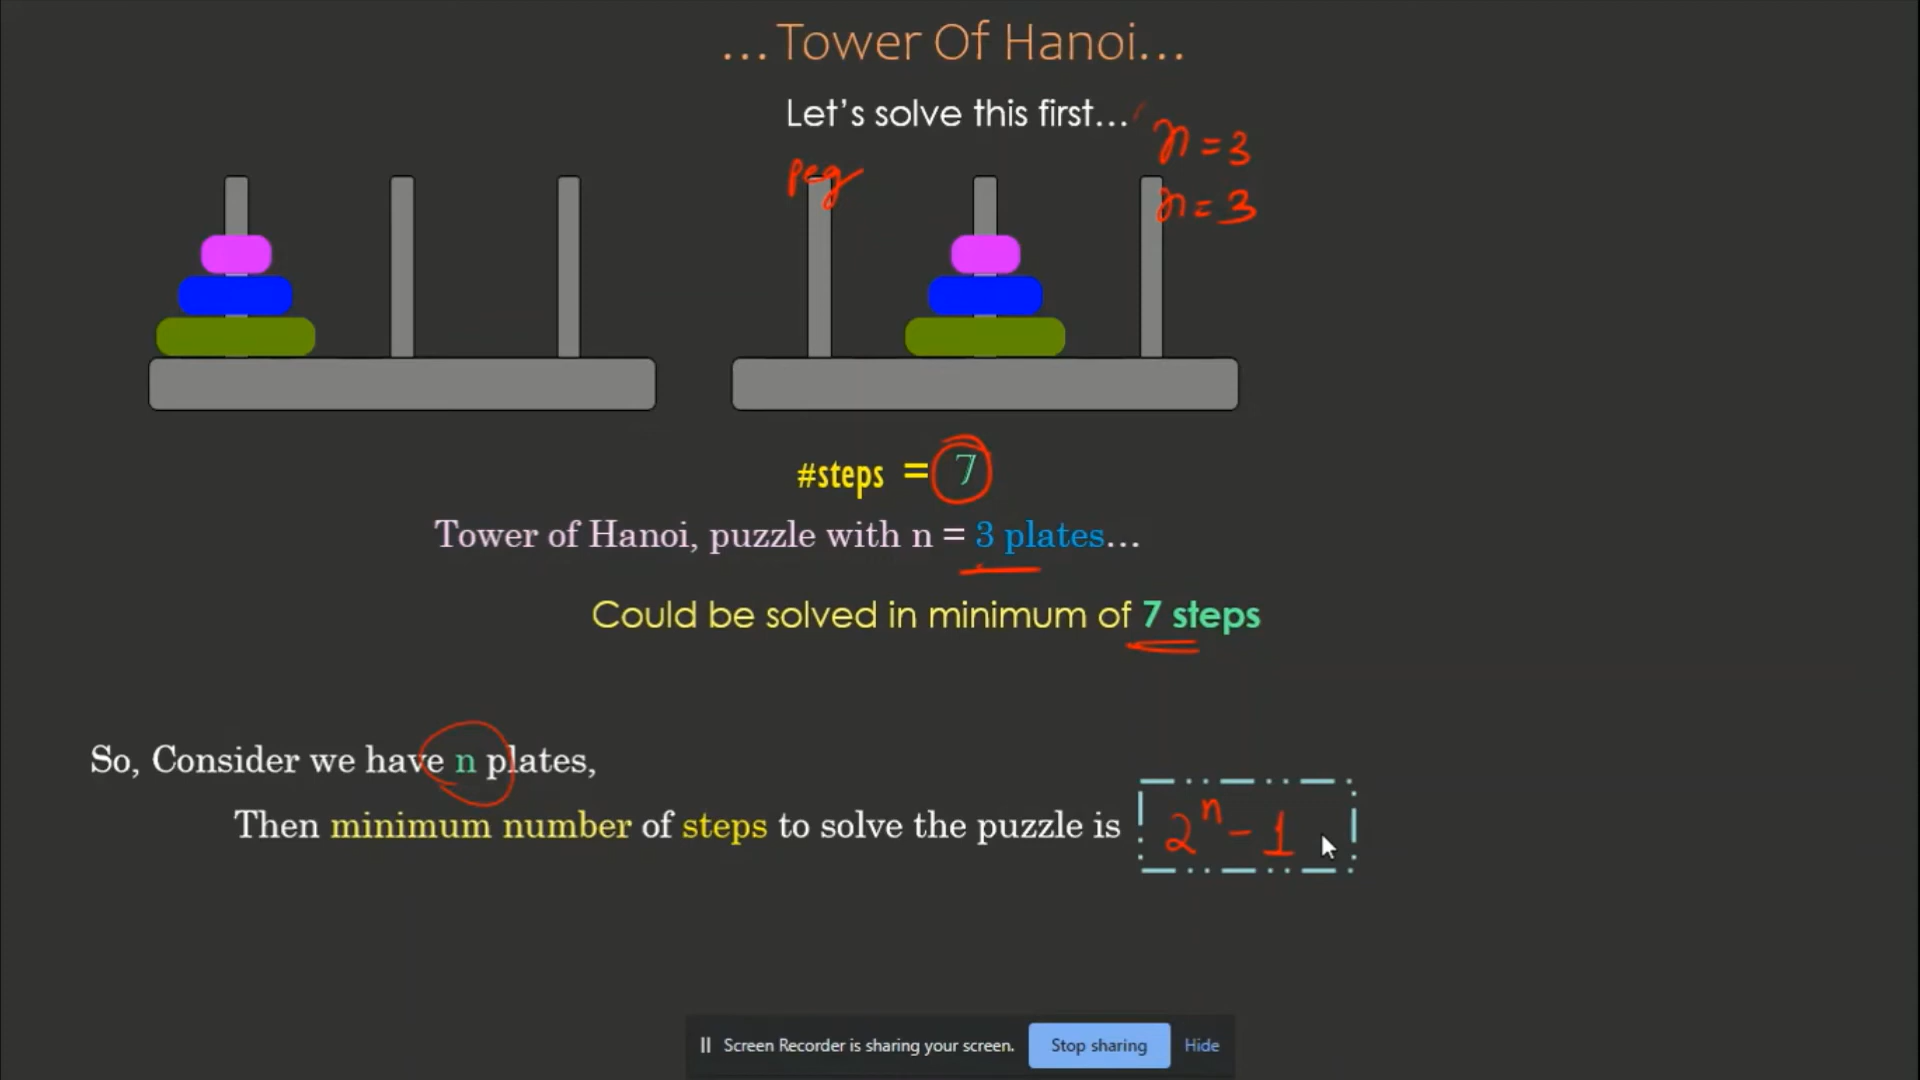 ...Tower Of Hanoi...
Let's solve this first...
n = 3
peg
n = 3
#steps = 7
Tower of Hanoi, puzzle with n = 3 plates...
Could be solved in minimum of 7 steps
So, Consider we have n plates,
Then minimum number of steps to solve the puzzle is 2ⁿ - 1
Screen Recorder is sharing your screen. Stop sharing Hide